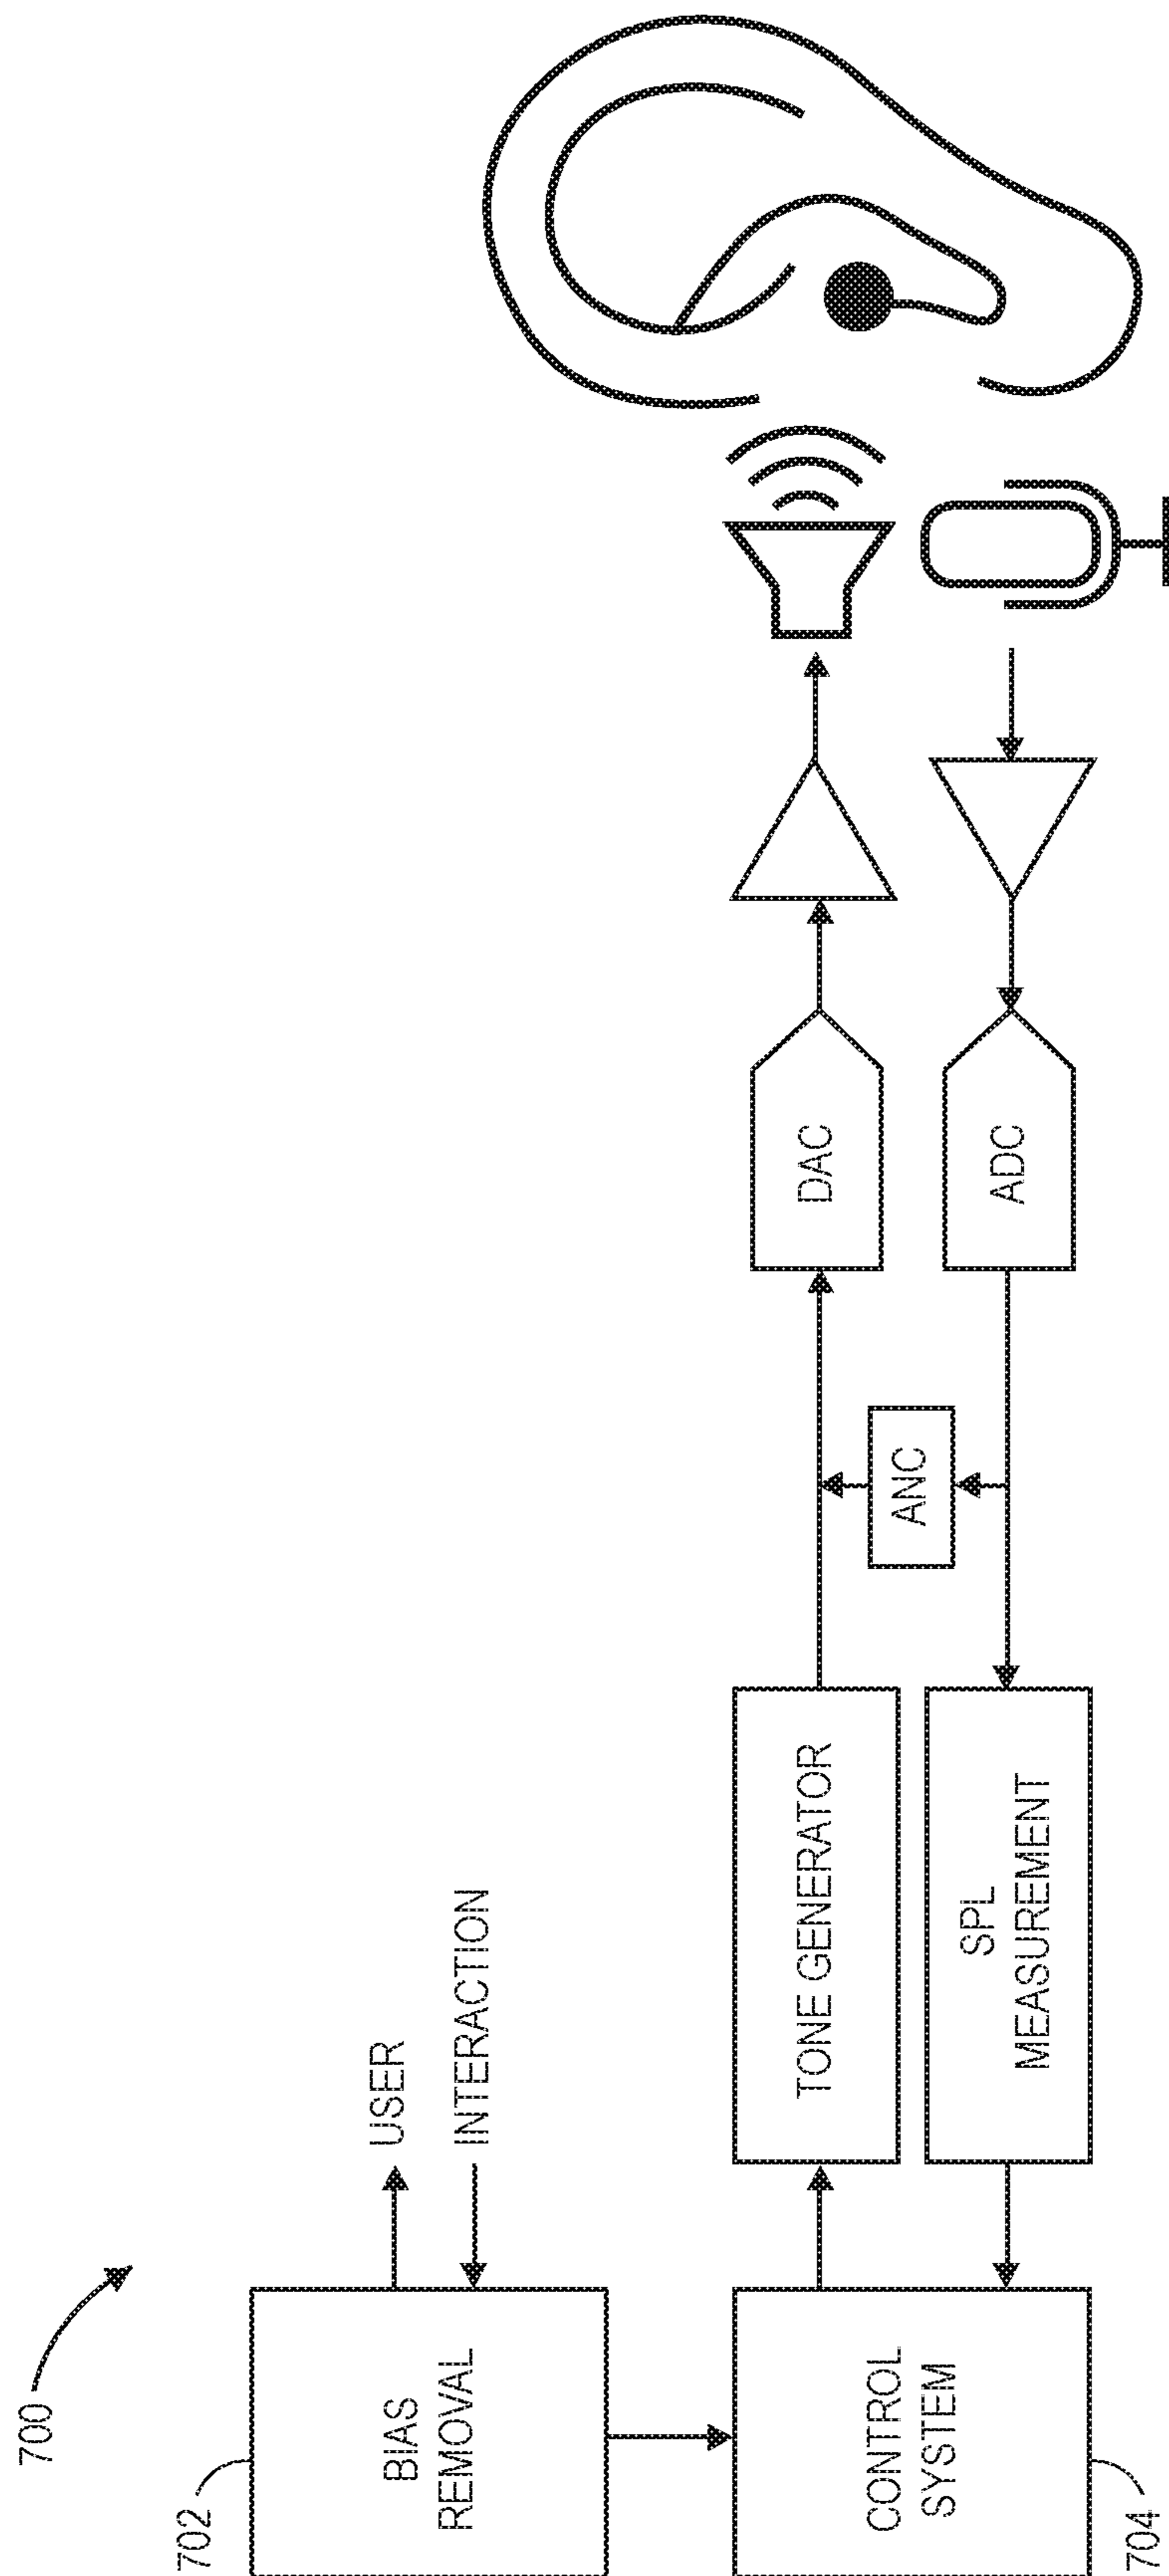 700
702
BIAS
REMOVAL
USER
INTERACTION
CONTROL
SYSTEM
704
TONE GENERATOR
SPL
MEASUREMENT
ANC
DAC
ADC